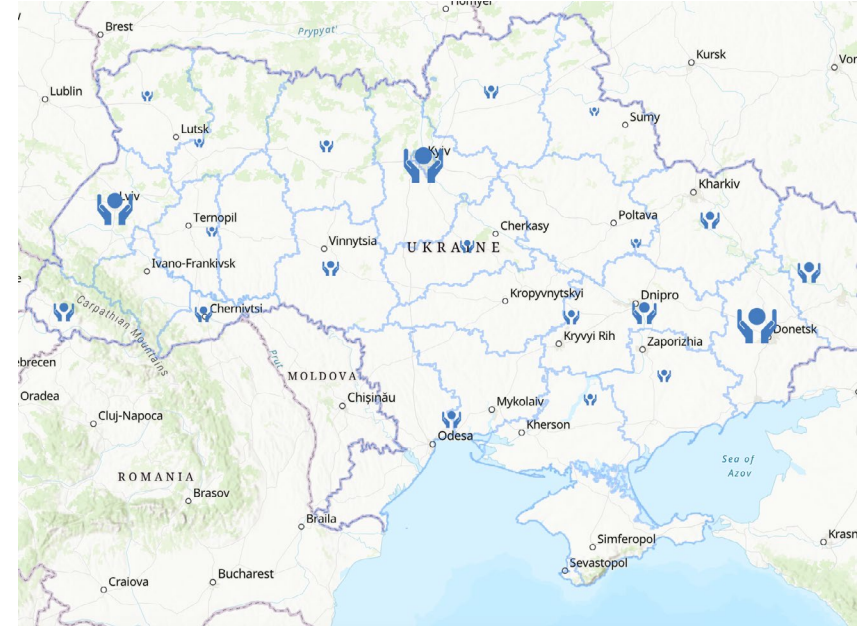 Brest
Prypyat'
Kursk
Lublin
Lutsk
Sumy
Kyiv
Kharkiv
Lviv
Ternopil
Cherkasy
Poltava
Vinnytsia
UKRAINE
Ivano-Frankivsk
Kropyvnytskyi
Dnipro
Chernivtsi
Carpathian Mountains
Kryvyi Rih
Zaporizhia
Donetsk
Prut
MOLDOVA
Oradea
Chișinău
Mykolaiv
Cluj-Napoca
Kherson
Odesa
Sea of
Azov
ROMANIA
Brasov
Braila
Simferopol
Sevastopol
Craiova
Bucharest